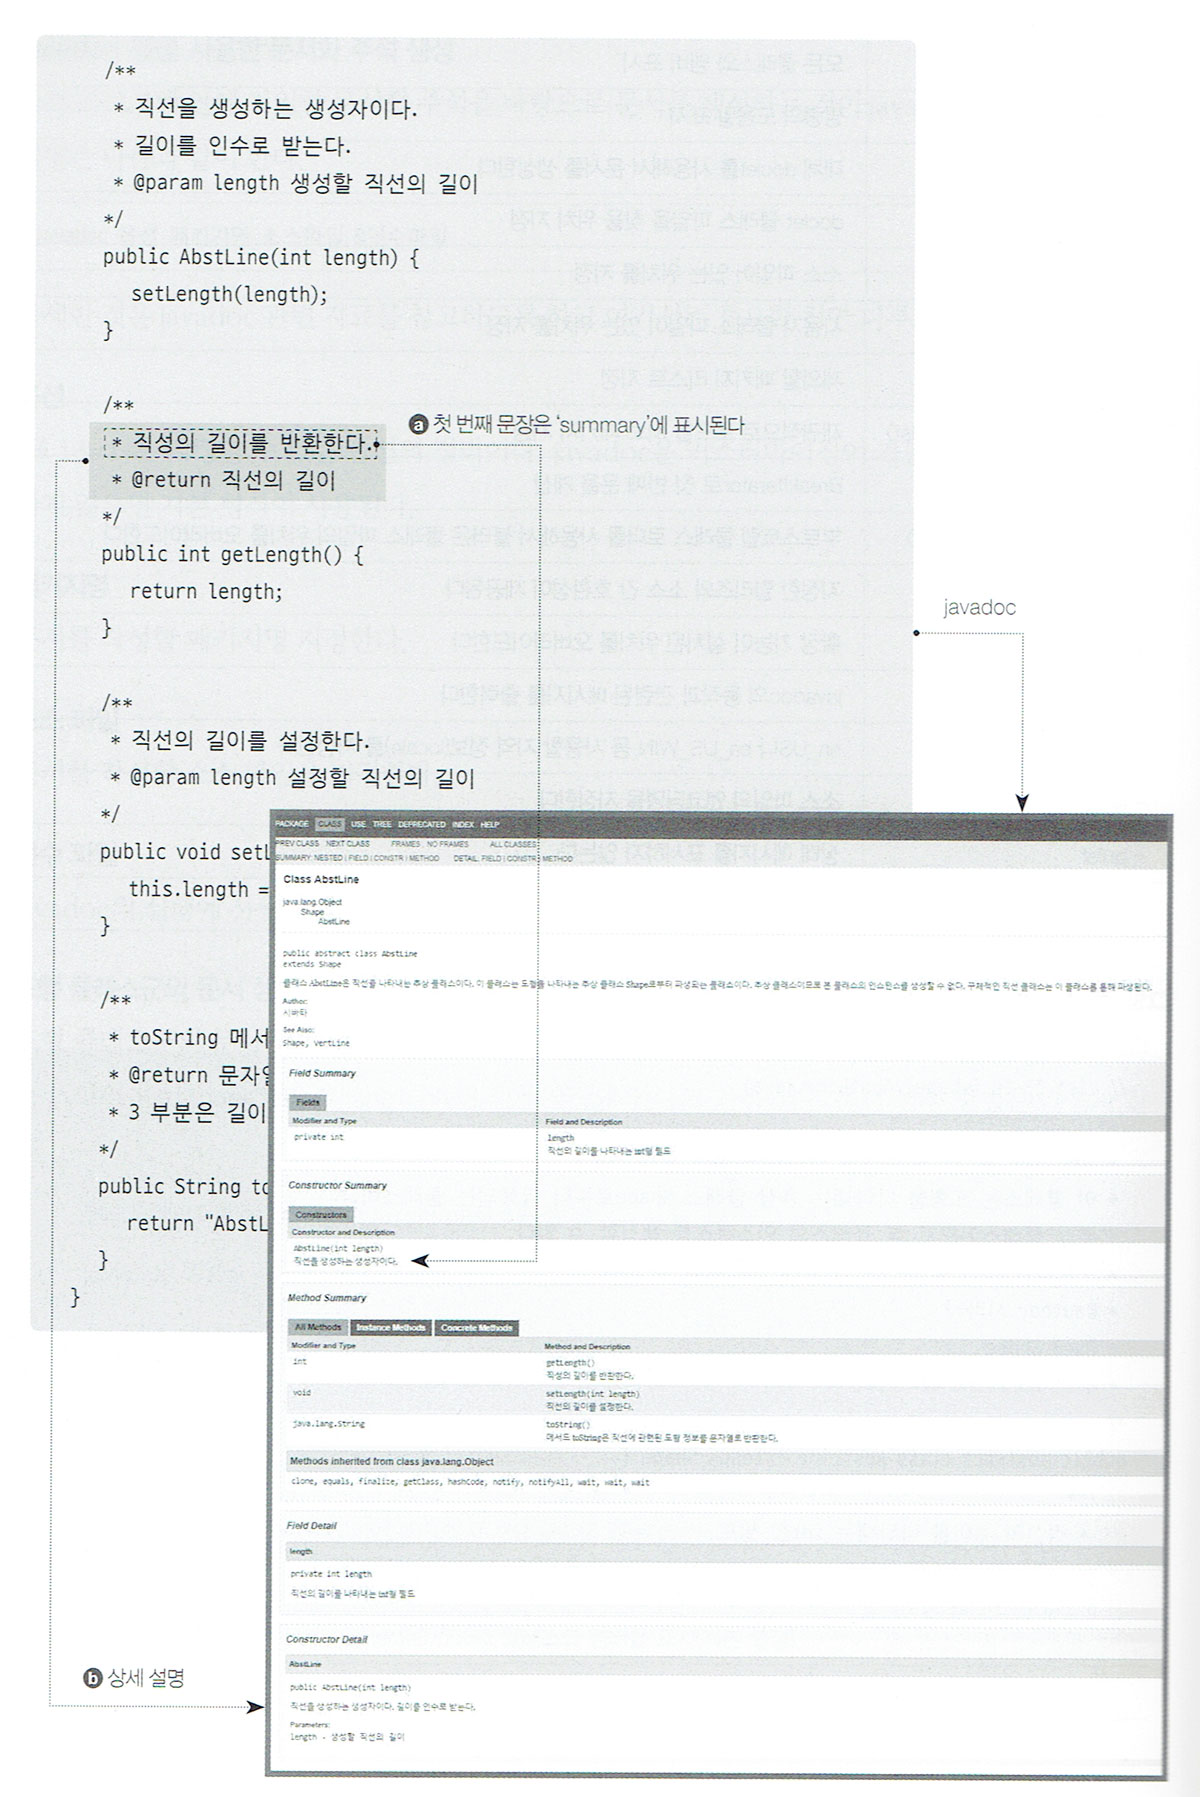 /**
* 직선을 생성하는 생성자이다.
* 길이를 인수로 받는다.
* @param length 생성할 직선의 길이
*/
public AbstLine(int length) {
setLength(length);
}
/**
* 직성의 길이를 반환한다.
ⓐ 첫 번째 문장은 ‘summary’에 표시된다
* @return 직선의 길이
*/
public int getLength() {
return length;
}
javadoc
/**
* 직선의 길이를 설정한다.
* @param length 설정할 직선의 길이
*/
public void setL
this.length =
}
/**
* toString 메서
* @return 문자열
* 3 부분은 길이
*/
public String to
return "AbstL
}
}
PACKAGE CLASS USE TREE DEPRECATED INDEX HELP
PREV CLASS NEXT CLASS FRAMES NO FRAMES ALL CLASSES
SUMMARY: NESTED | FIELD | CONSTR | METHOD DETAIL: FIELD | CONSTR | METHOD
Class AbstLine
java.lang.Object
Shape
AbstLine
public abstract class AbstLine
extends Shape
클래스 AbstLine은 직선을 나타내는 추상 클래스이다. 이 클래스는 도형을 나타내는 추상 클래스 Shape로부터 파생되는 클래스이다. 추상 클래스이므로 본 클래스의 인스턴스를 생성할 수 없다. 구체적인 직선 클래스는 이 클래스를 통해 파생된다.
Author:
시바타
See Also:
Shape, VertLine
Field Summary
Fields
Modifier and Type Field and Description
private int length
직선의 길이를 나타내는 int형 필드
Constructor Summary
Constructors
Constructor and Description
AbstLine(int length)
직선을 생성하는 생성자이다.
Method Summary
All Methods Instance Methods Concrete Methods
Modifier and Type Method and Description
int getLength()
직성의 길이를 반환한다.
void setLength(int length)
직선의 길이를 설정한다.
java.lang.String toString()
메서드 toString은 직선에 관련된 도형 정보를 문자열로 반환한다.
Methods inherited from class java.lang.Object
clone, equals, finalize, getClass, hashCode, notify, notifyAll, wait, wait, wait
Field Detail
length
private int length
직선의 길이를 나타내는 int형 필드
Constructor Detail
AbstLine
public AbstLine(int length)
직선을 생성하는 생성자이다. 길이를 인수로 받는다.
Parameters:
length - 생성할 직선의 길이
ⓑ 상세 설명